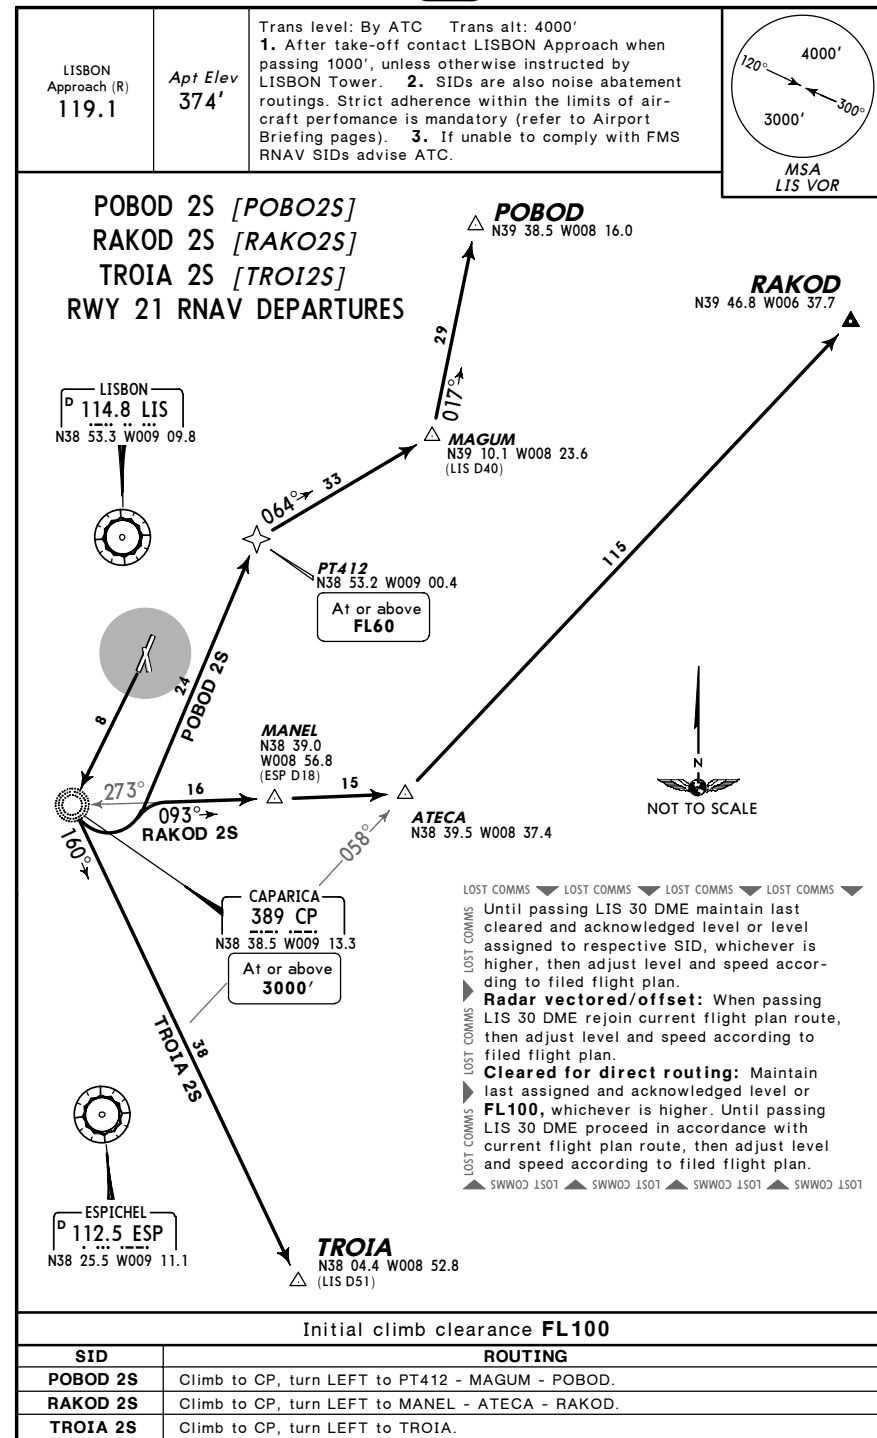 LISBON
Approach (R)
119.1
Apt Elev
374'
Trans level: By ATC Trans alt: 4000'
1. After take-off contact LISBON Approach when
passing 1000', unless otherwise instructed by
LISBON Tower. 2. SIDs are also noise abatement
routings. Strict adherence within the limits of air-
craft perfomance is mandatory (refer to Airport
Briefing pages). 3. If unable to comply with FMS
RNAV SIDs advise ATC.
120°
4000'
300°
3000'
MSA
LIS VOR
POBOD 2S [POBO2S]
RAKOD 2S [RAKO2S]
TROIA 2S [TROI2S]
RWY 21 RNAV DEPARTURES
POBOD
N39 38.5 W008 16.0
RAKOD
N39 46.8 W006 37.7
29
017°
LISBON
D 114.8 LIS
N38 53.3 W009 09.8
MAGUM
N39 10.1 W008 23.6
(LIS D40)
33
064°
115
PT412
N38 53.2 W009 00.4
At or above
FL60
24
POBOD 2S
8
MANEL
N38 39.0
W008 56.8
(ESP D18)
273°
16
15
093°
RAKOD 2S
ATECA
N38 39.5 W008 37.4
N
NOT TO SCALE
160°
058°
CAPARICA
389 CP
N38 38.5 W009 13.3
At or above
3000'
TROIA 2S
38
LOST COMMS LOST COMMS LOST COMMS LOST COMMS
LOST COMMS
LOST COMMS
LOST COMMS
Until passing LIS 30 DME maintain last
cleared and acknowledged level or level
assigned to respective SID, whichever is
higher, then adjust level and speed accor-
ding to filed flight plan.
Radar vectored/offset: When passing
LIS 30 DME rejoin current flight plan route,
then adjust level and speed according to
filed flight plan.
Cleared for direct routing: Maintain
last assigned and acknowledged level or
FL100, whichever is higher. Until passing
LIS 30 DME proceed in accordance with
current flight plan route, then adjust level
and speed according to filed flight plan.
LOST COMMS LOST COMMS LOST COMMS LOST COMMS
ESPICHEL
D 112.5 ESP
N38 25.5 W009 11.1
TROIA
N38 04.4 W008 52.8
(LIS D51)
Initial climb clearance FL100
SID ROUTING
POBOD 2S Climb to CP, turn LEFT to PT412 - MAGUM - POBOD.
RAKOD 2S Climb to CP, turn LEFT to MANEL - ATECA - RAKOD.
TROIA 2S Climb to CP, turn LEFT to TROIA.